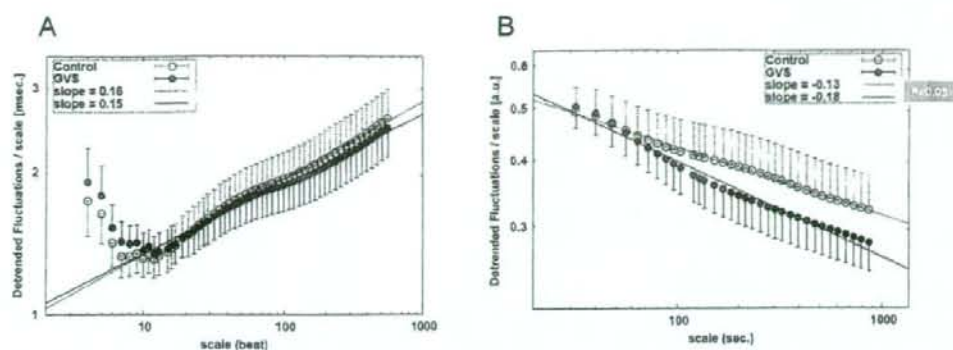 A
Detrended Fluctuations / scale [msec.]
3
2
1
Control
GVS
slope = 0.16
slope = 0.15
10
100
1000
scale (beat)
B
Detrended Fluctuations / scale [a.u.]
0.6
0.5
0.4
0.3
Control
GVS
slope = -0.13
slope = -0.18
100
1000
scale (sec.)